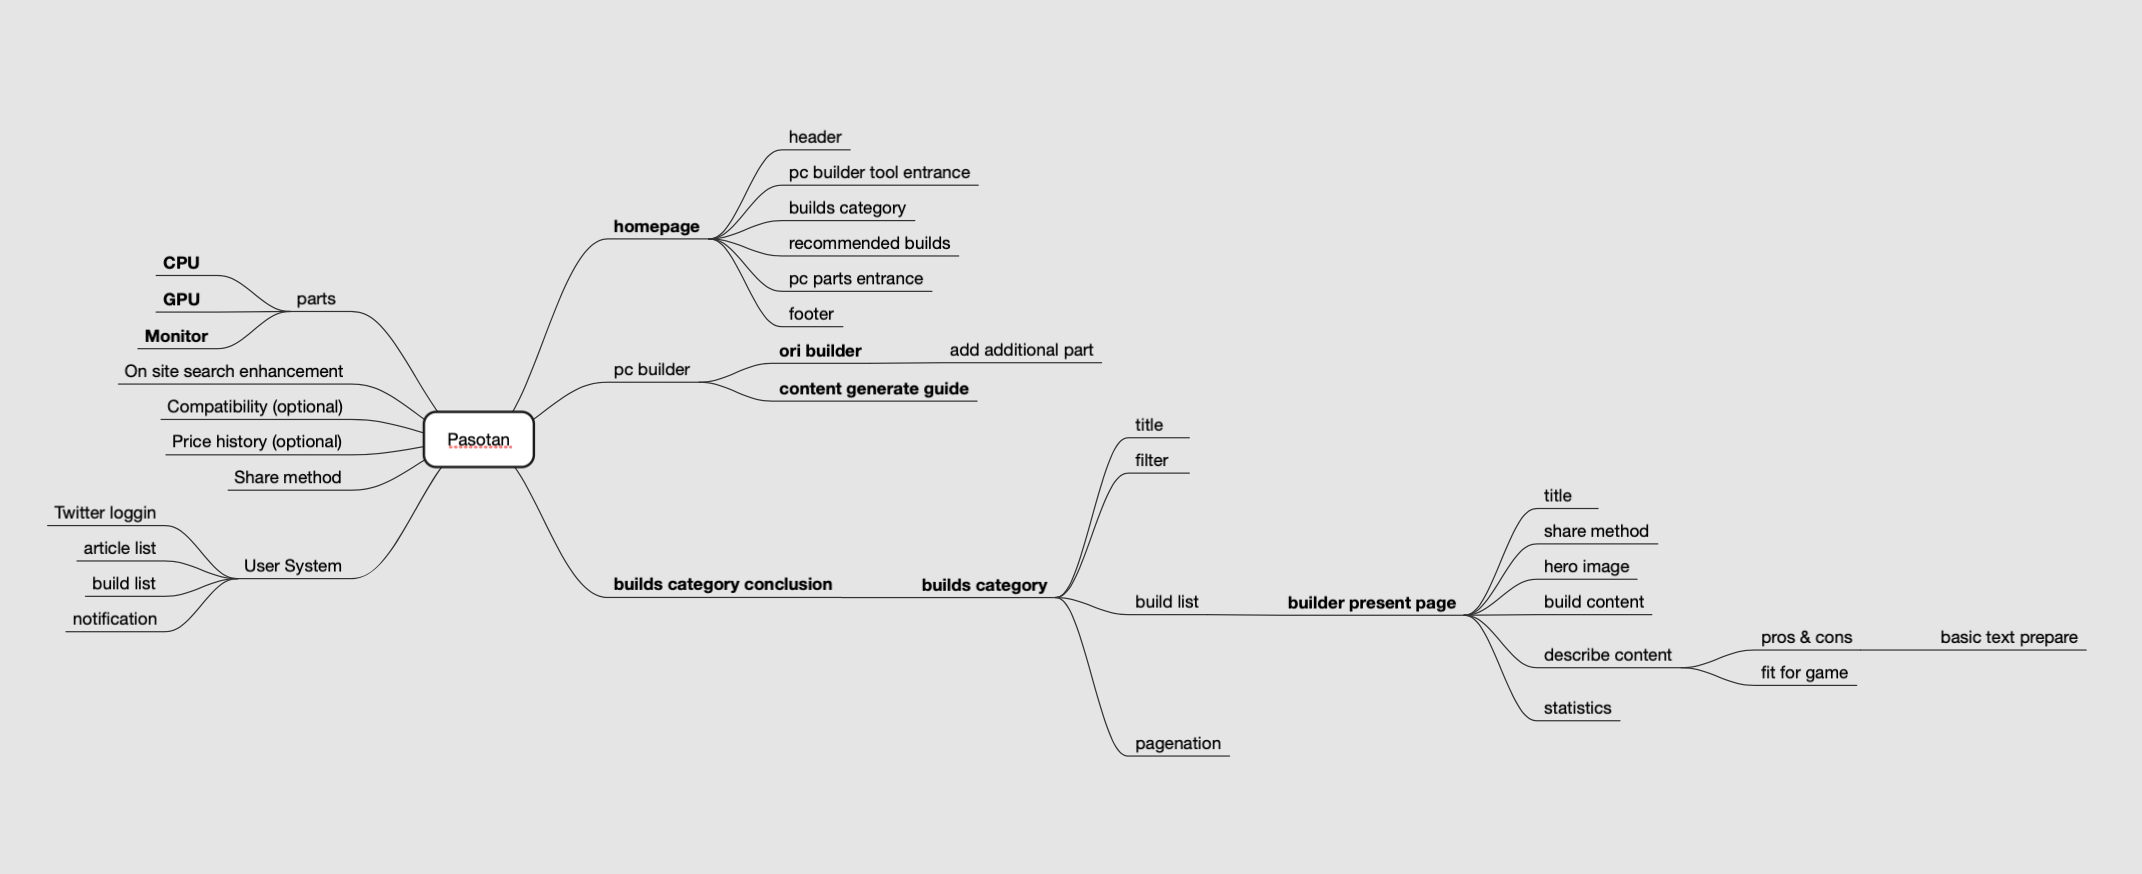 Pasotan
homepage
header
pc builder tool entrance
builds category
recommended builds
pc parts entrance
footer
pc builder
ori builder
add additional part
content generate guide
builds category conclusion
builds category
title
filter
build list
builder present page
title
share method
hero image
build content
describe content
pros & cons
basic text prepare
fit for game
statistics
pagenation
parts
CPU
GPU
Monitor
On site search enhancement
Compatibility (optional)
Price history (optional)
Share method
User System
Twitter loggin
article list
build list
notification